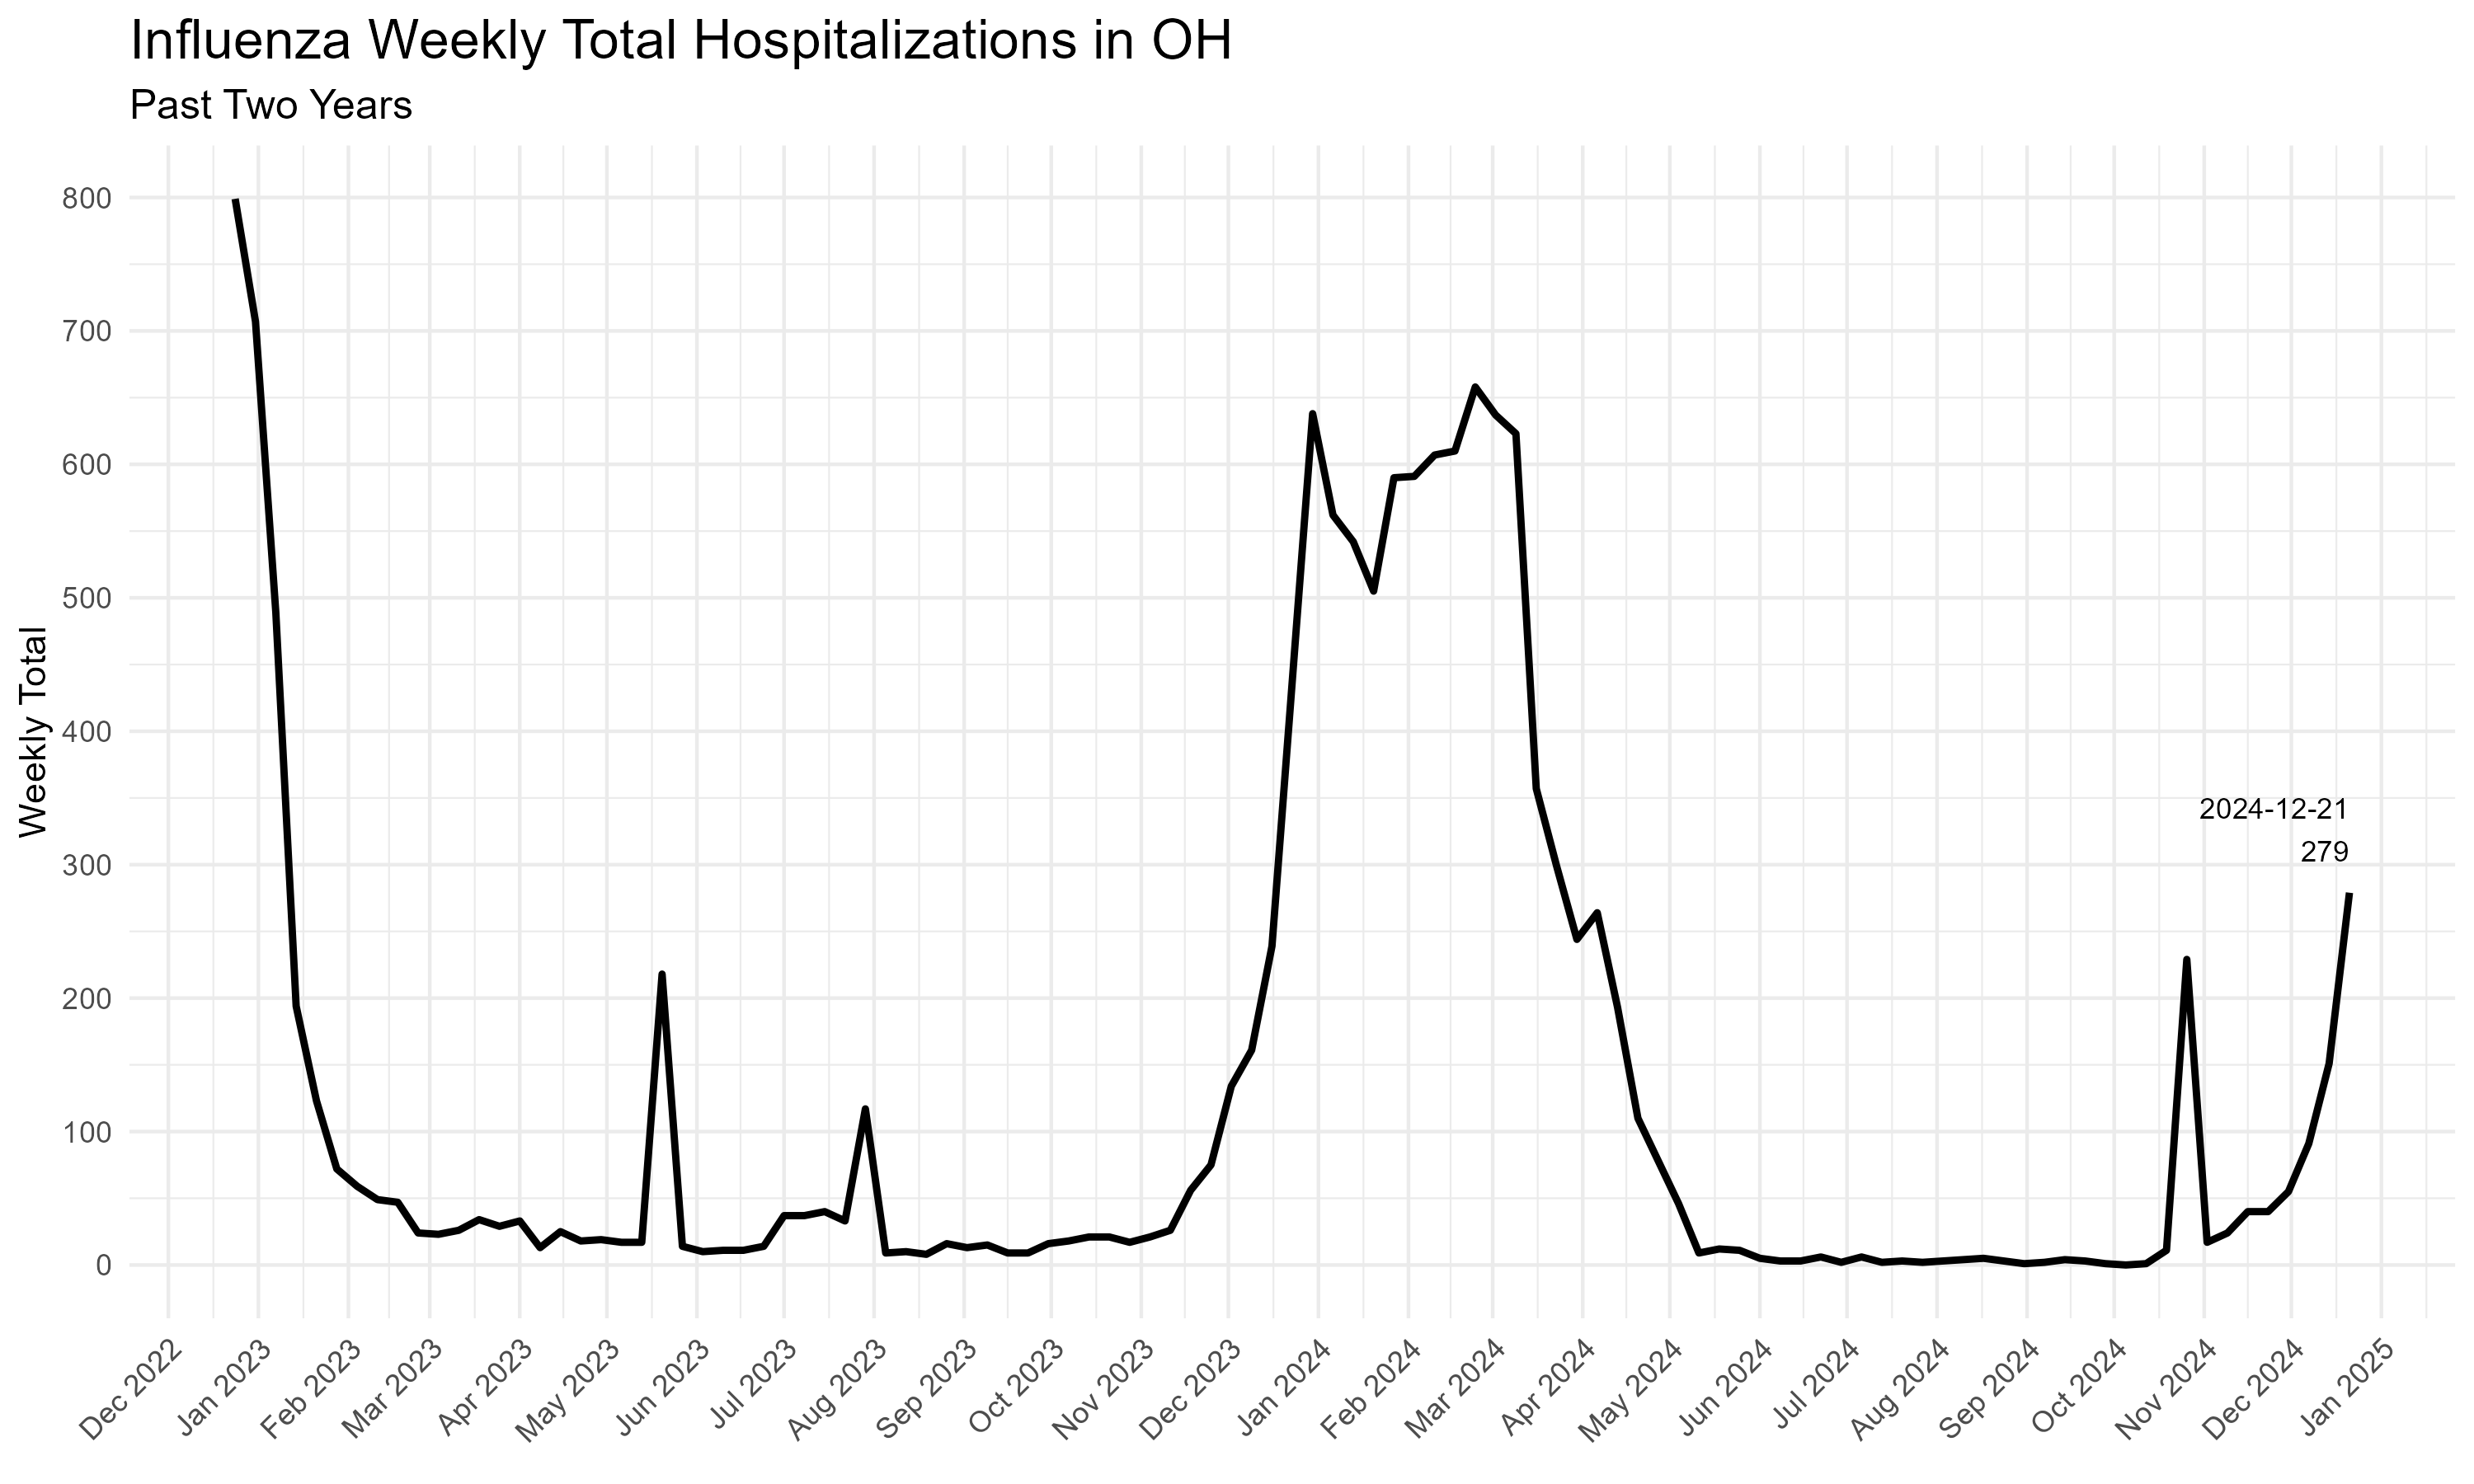 Influenza Weekly Total Hospitalizations in OH
Past Two Years
Weekly Total
800
700
600
500
400
300
200
100
0
2024-12-21
279
Dec 2022
Jan 2023
Feb 2023
Mar 2023
Apr 2023
May 2023
Jun 2023
Jul 2023
Aug 2023
Sep 2023
Oct 2023
Nov 2023
Dec 2023
Jan 2024
Feb 2024
Mar 2024
Apr 2024
May 2024
Jun 2024
Jul 2024
Aug 2024
Sep 2024
Oct 2024
Nov 2024
Dec 2024
Jan 2025